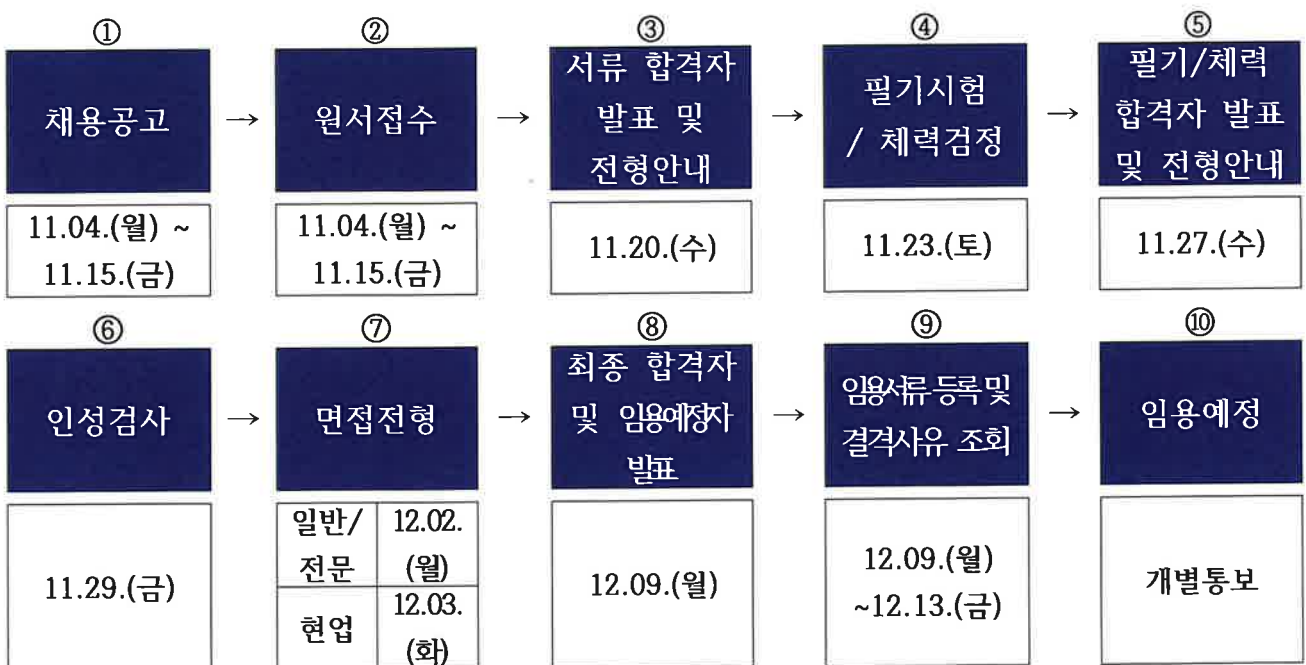 ①
채용공고
11.04.(월) ~
11.15.(금)
→
②
원서접수
11.04.(월) ~
11.15.(금)
→
③
서류 합격자
발표 및
전형안내
11.20.(수)
→
④
필기시험
/ 체력검정
11.23.(토)
→
⑤
필기/체력
합격자 발표
및 전형안내
11.27.(수)
⑥
인성검사
11.29.(금)
→
⑦
면접전형
일반/
전문
12.02.
(월)
현업
12.03.
(화)
→
⑧
최종 합격자
및 임용예정자
발표
12.09.(월)
→
⑨
임용서류 등록 및
결격사유 조회
12.09.(월)
~12.13.(금)
→
⑩
임용예정
개별통보